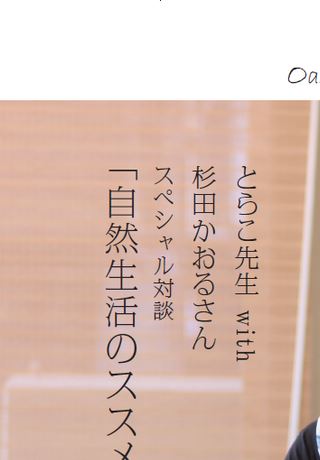 Oa
とらこ先生 with
杉田かおるさん
スペシャル対談
「自然生活のススメ